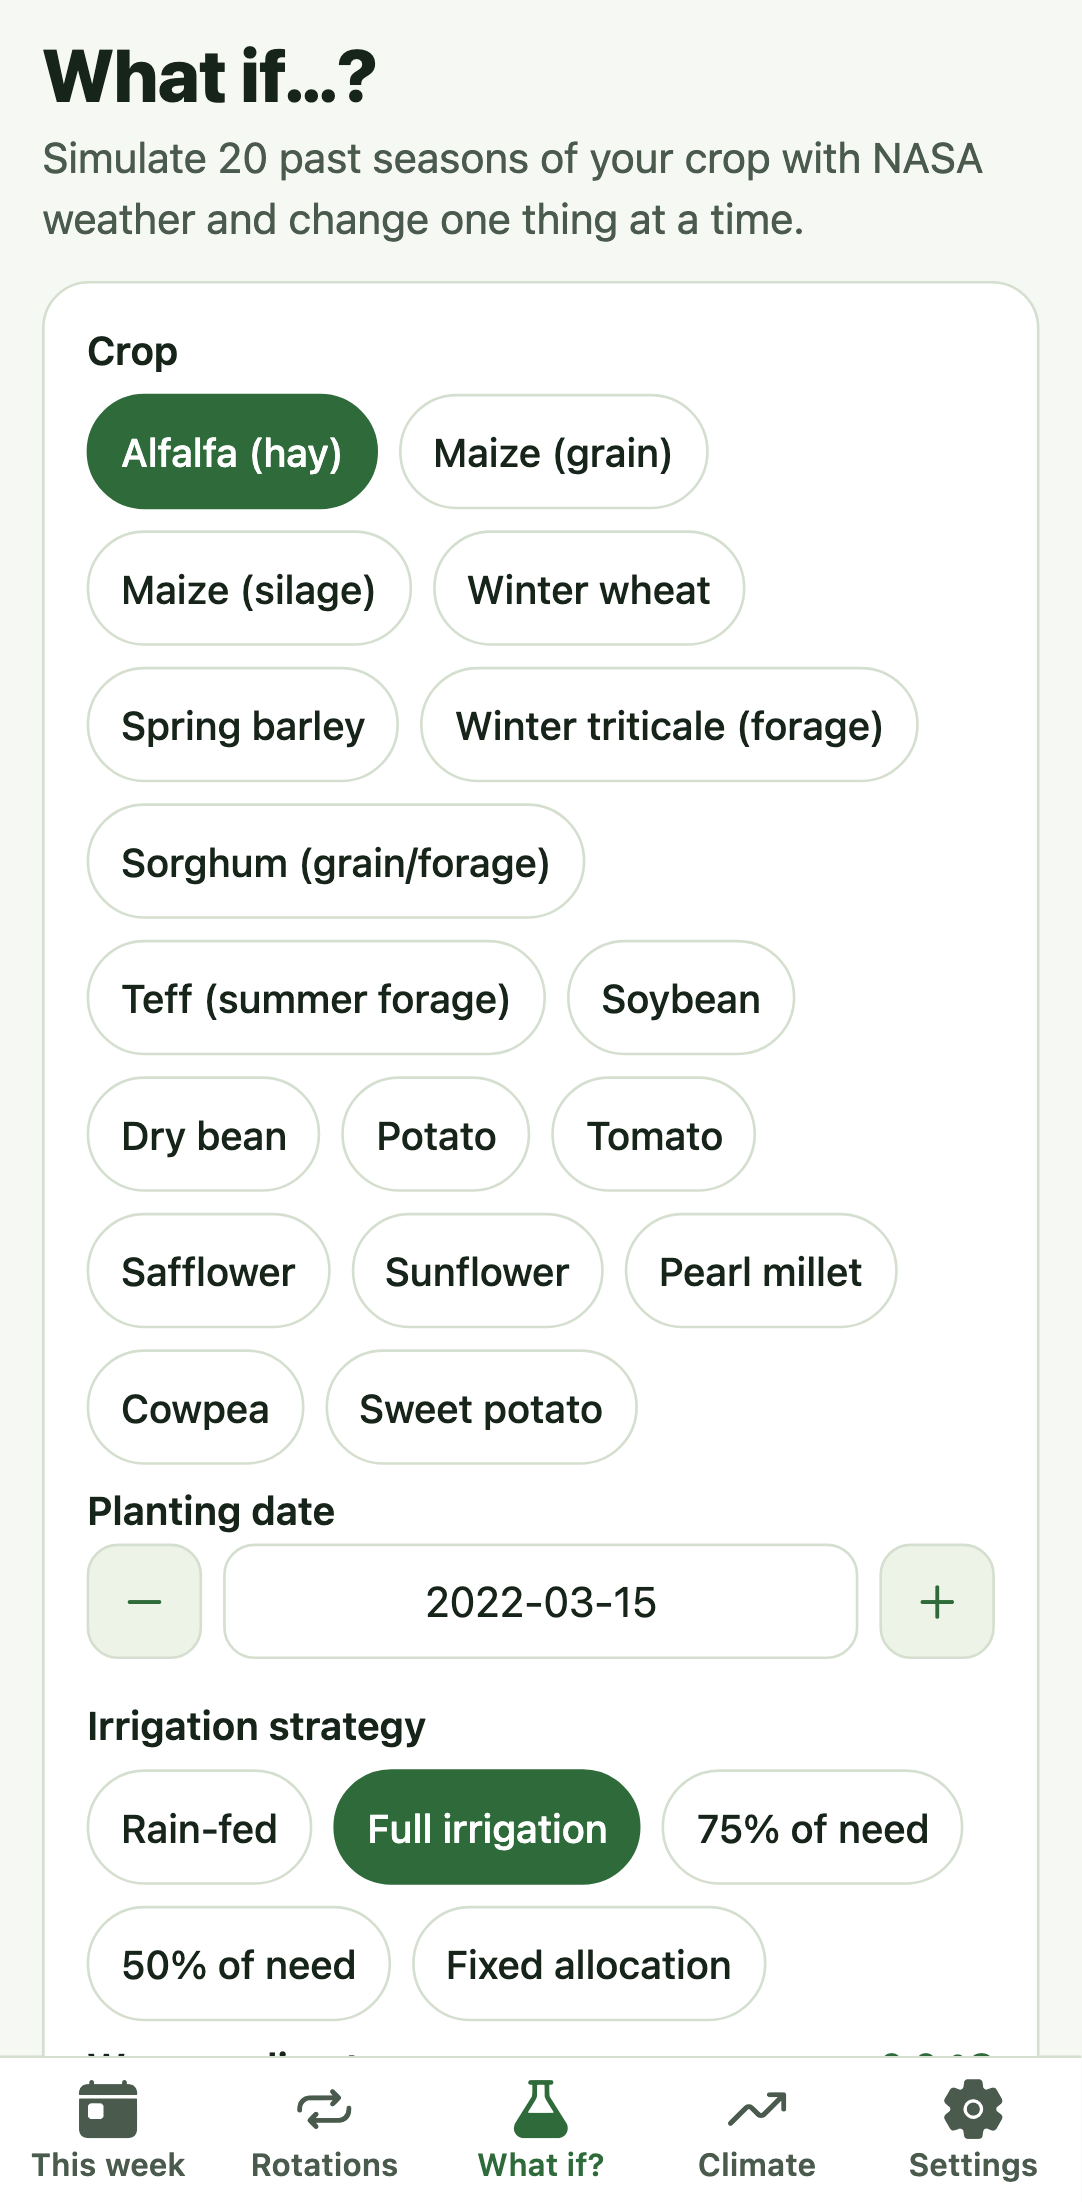 What if...?
Simulate 20 past seasons of your crop with NASA
weather and change one thing at a time.
Crop
Alfalfa (hay) Maize (grain)
Maize (silage) Winter wheat
Spring barley Winter triticale (forage)
Sorghum (grain/forage)
Teff (summer forage) Soybean
Dry bean Potato Tomato
Safflower Sunflower Pearl millet
Cowpea Sweet potato
Planting date
− 2022-03-15 +
Irrigation strategy
Rain-fed Full irrigation 75% of need
50% of need Fixed allocation
This week Rotations What if? Climate Settings